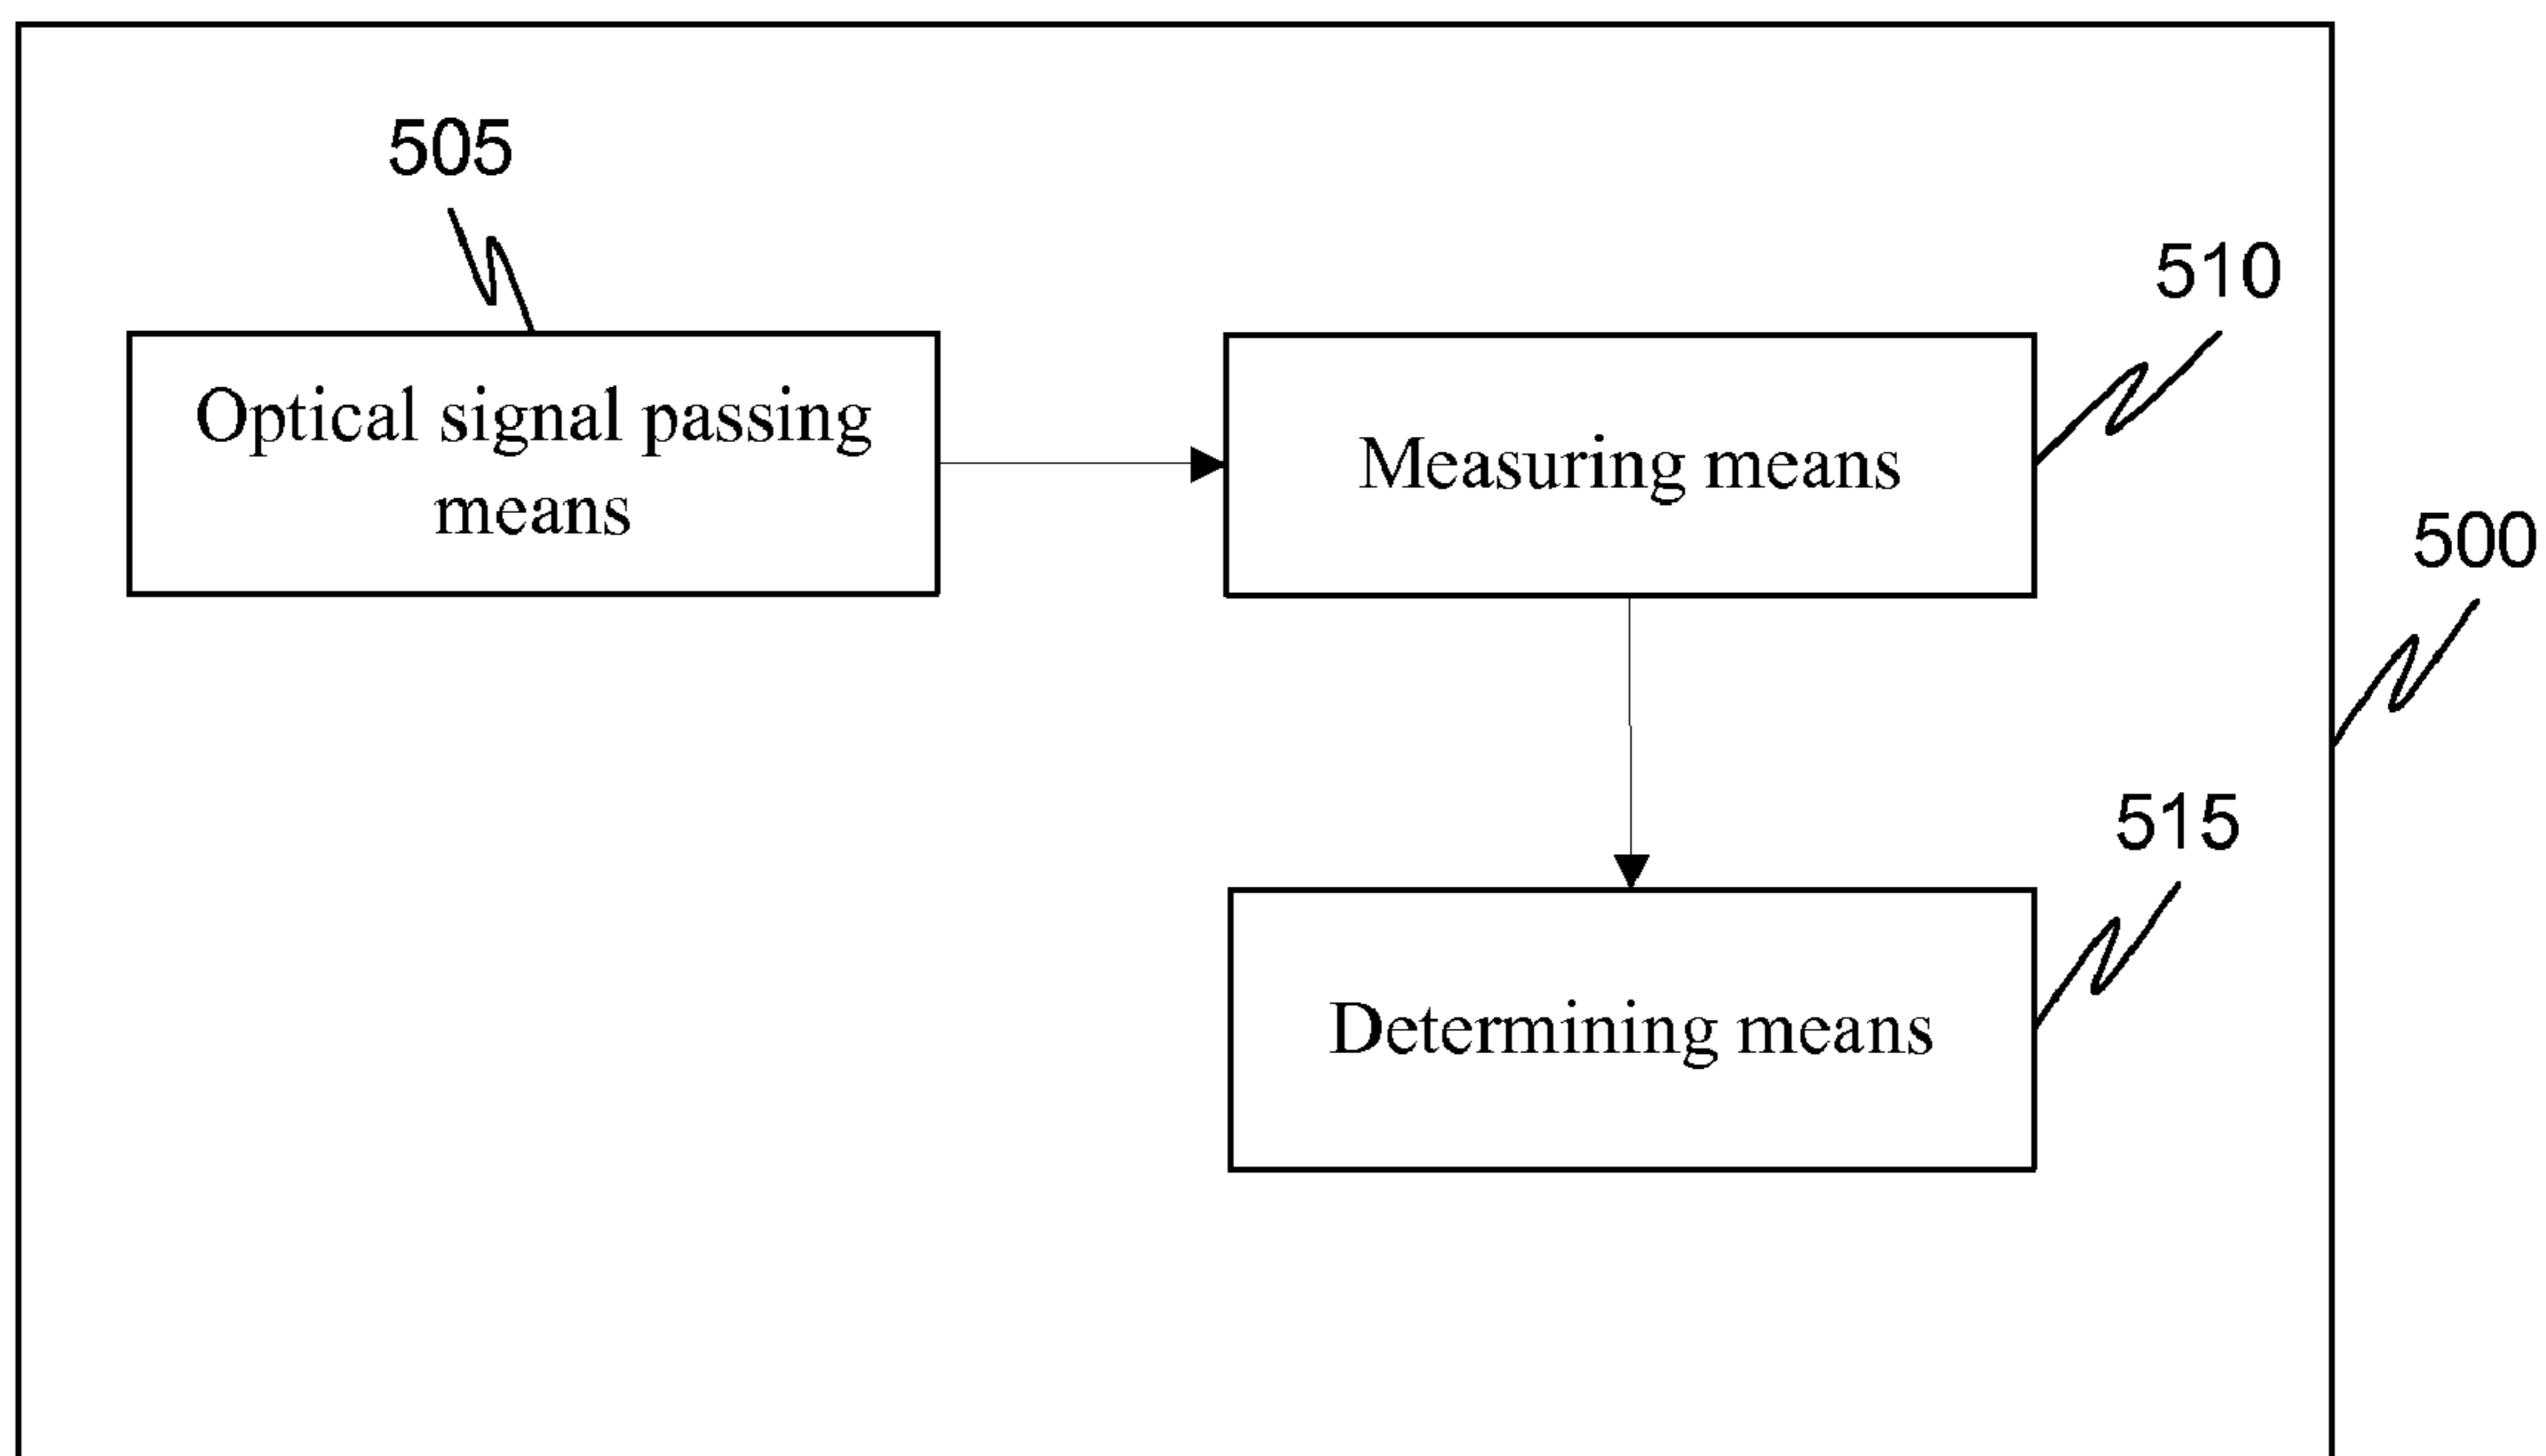 505
510
Optical signal passing
means
Measuring means
500
515
Determining means